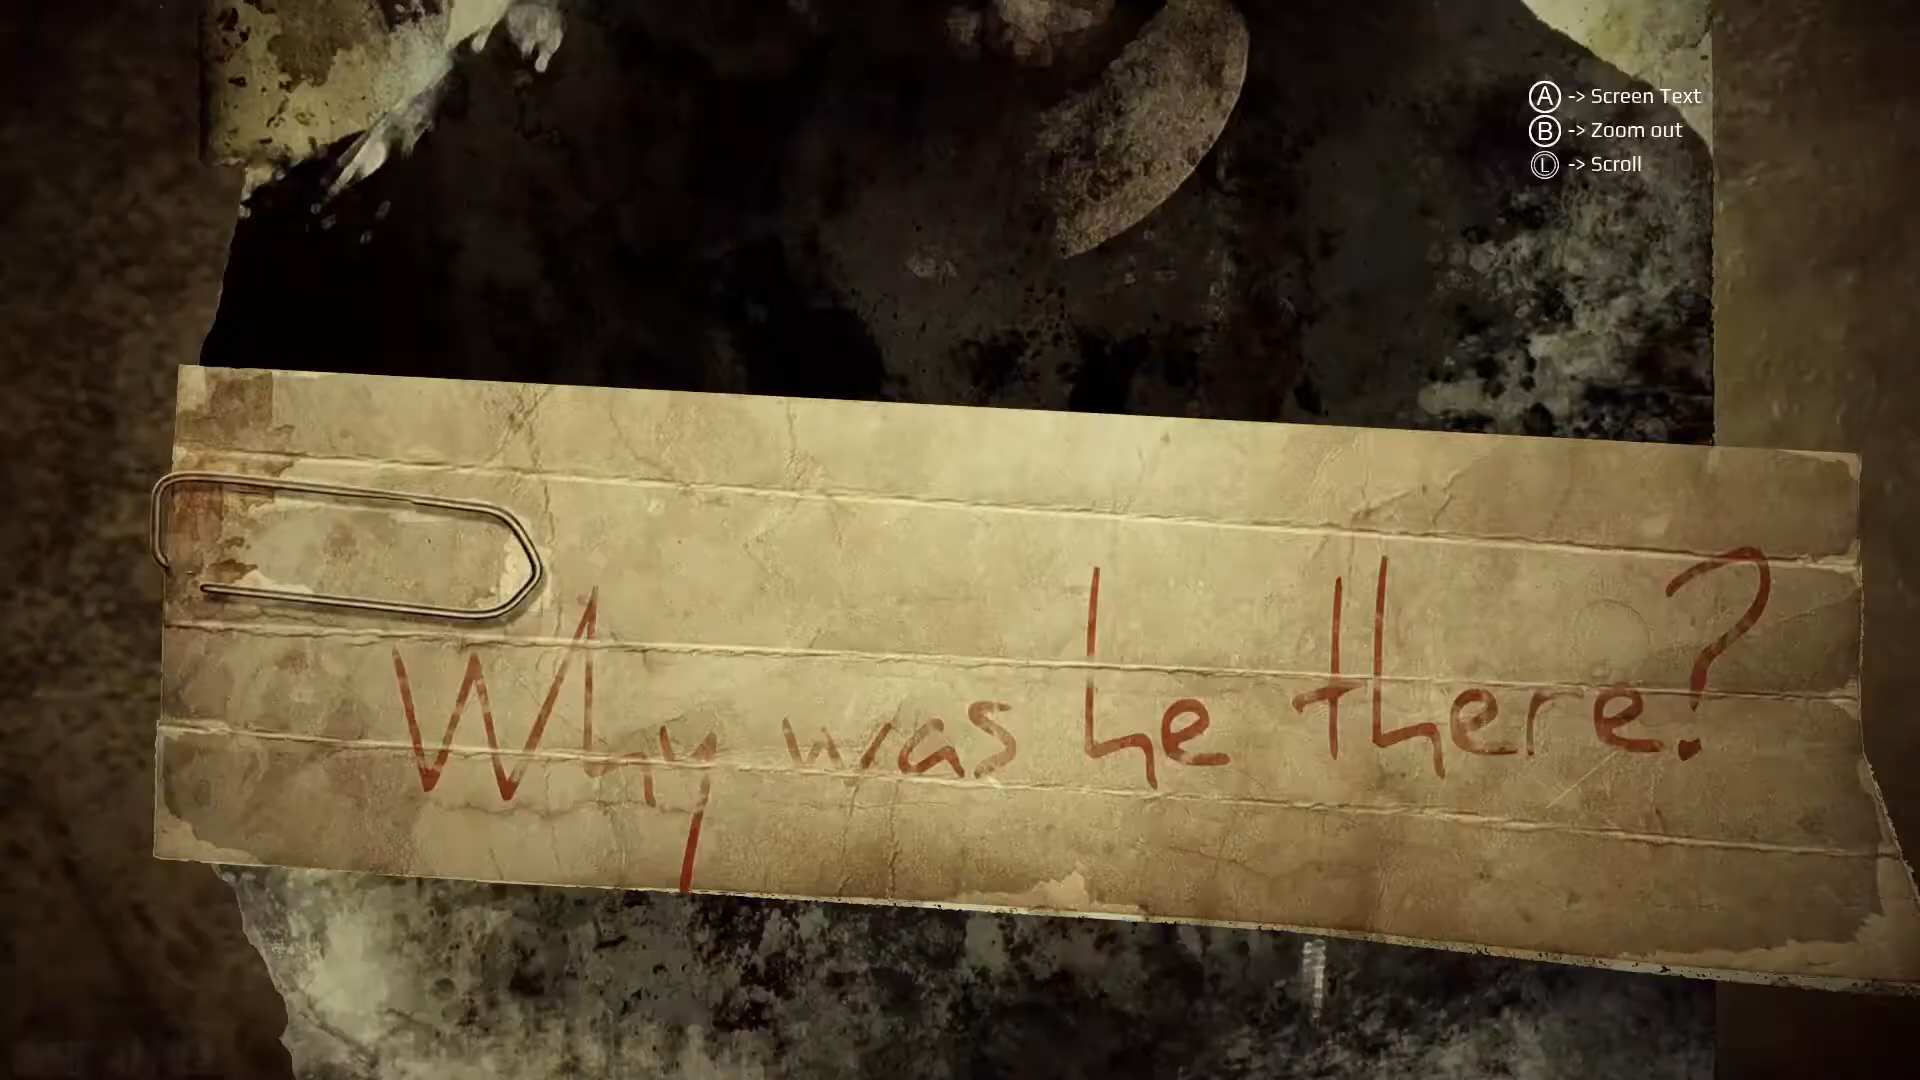 A -> Screen Text
B -> Zoom out
L -> Scroll
Why was he there?